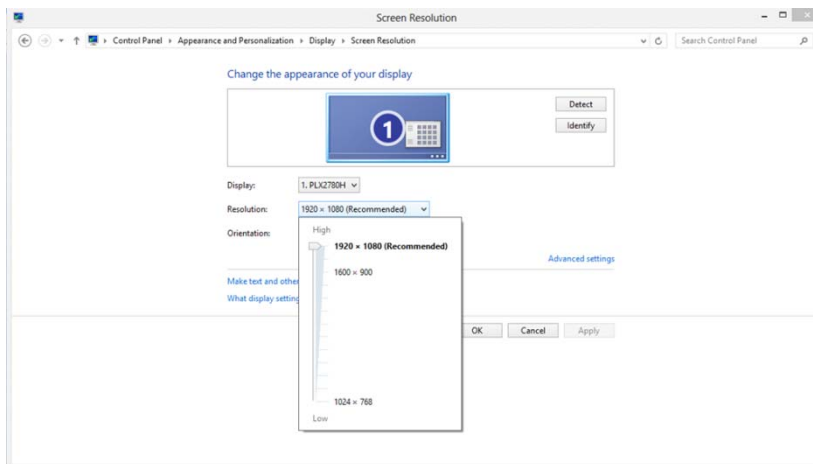 Screen Resolution
Control Panel Appearance and Personalization Display Screen Resolution Search Control Panel
Change the appearance of your display
1
Detect
Identify
Display: 1. PLX2780H
Resolution: 1920 × 1080 (Recommended)
Orientation:
High
1920 × 1080 (Recommended)
1600 × 900
1024 × 768
Low
Advanced settings
Make text and other
What display setting
OK Cancel Apply